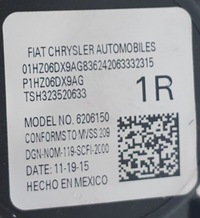 FIAT CHRYSLER AUTOMOBILES
01HZ06DX9AG836242063332315
P1HZ06DX9AG
TSH323520633
1R
MODEL No. 6206150
CONFORMS TO MVSS 209
DGN-NOM-119-SCFI-2000
DATE: 11-19-15
HECHO EN MEXICO